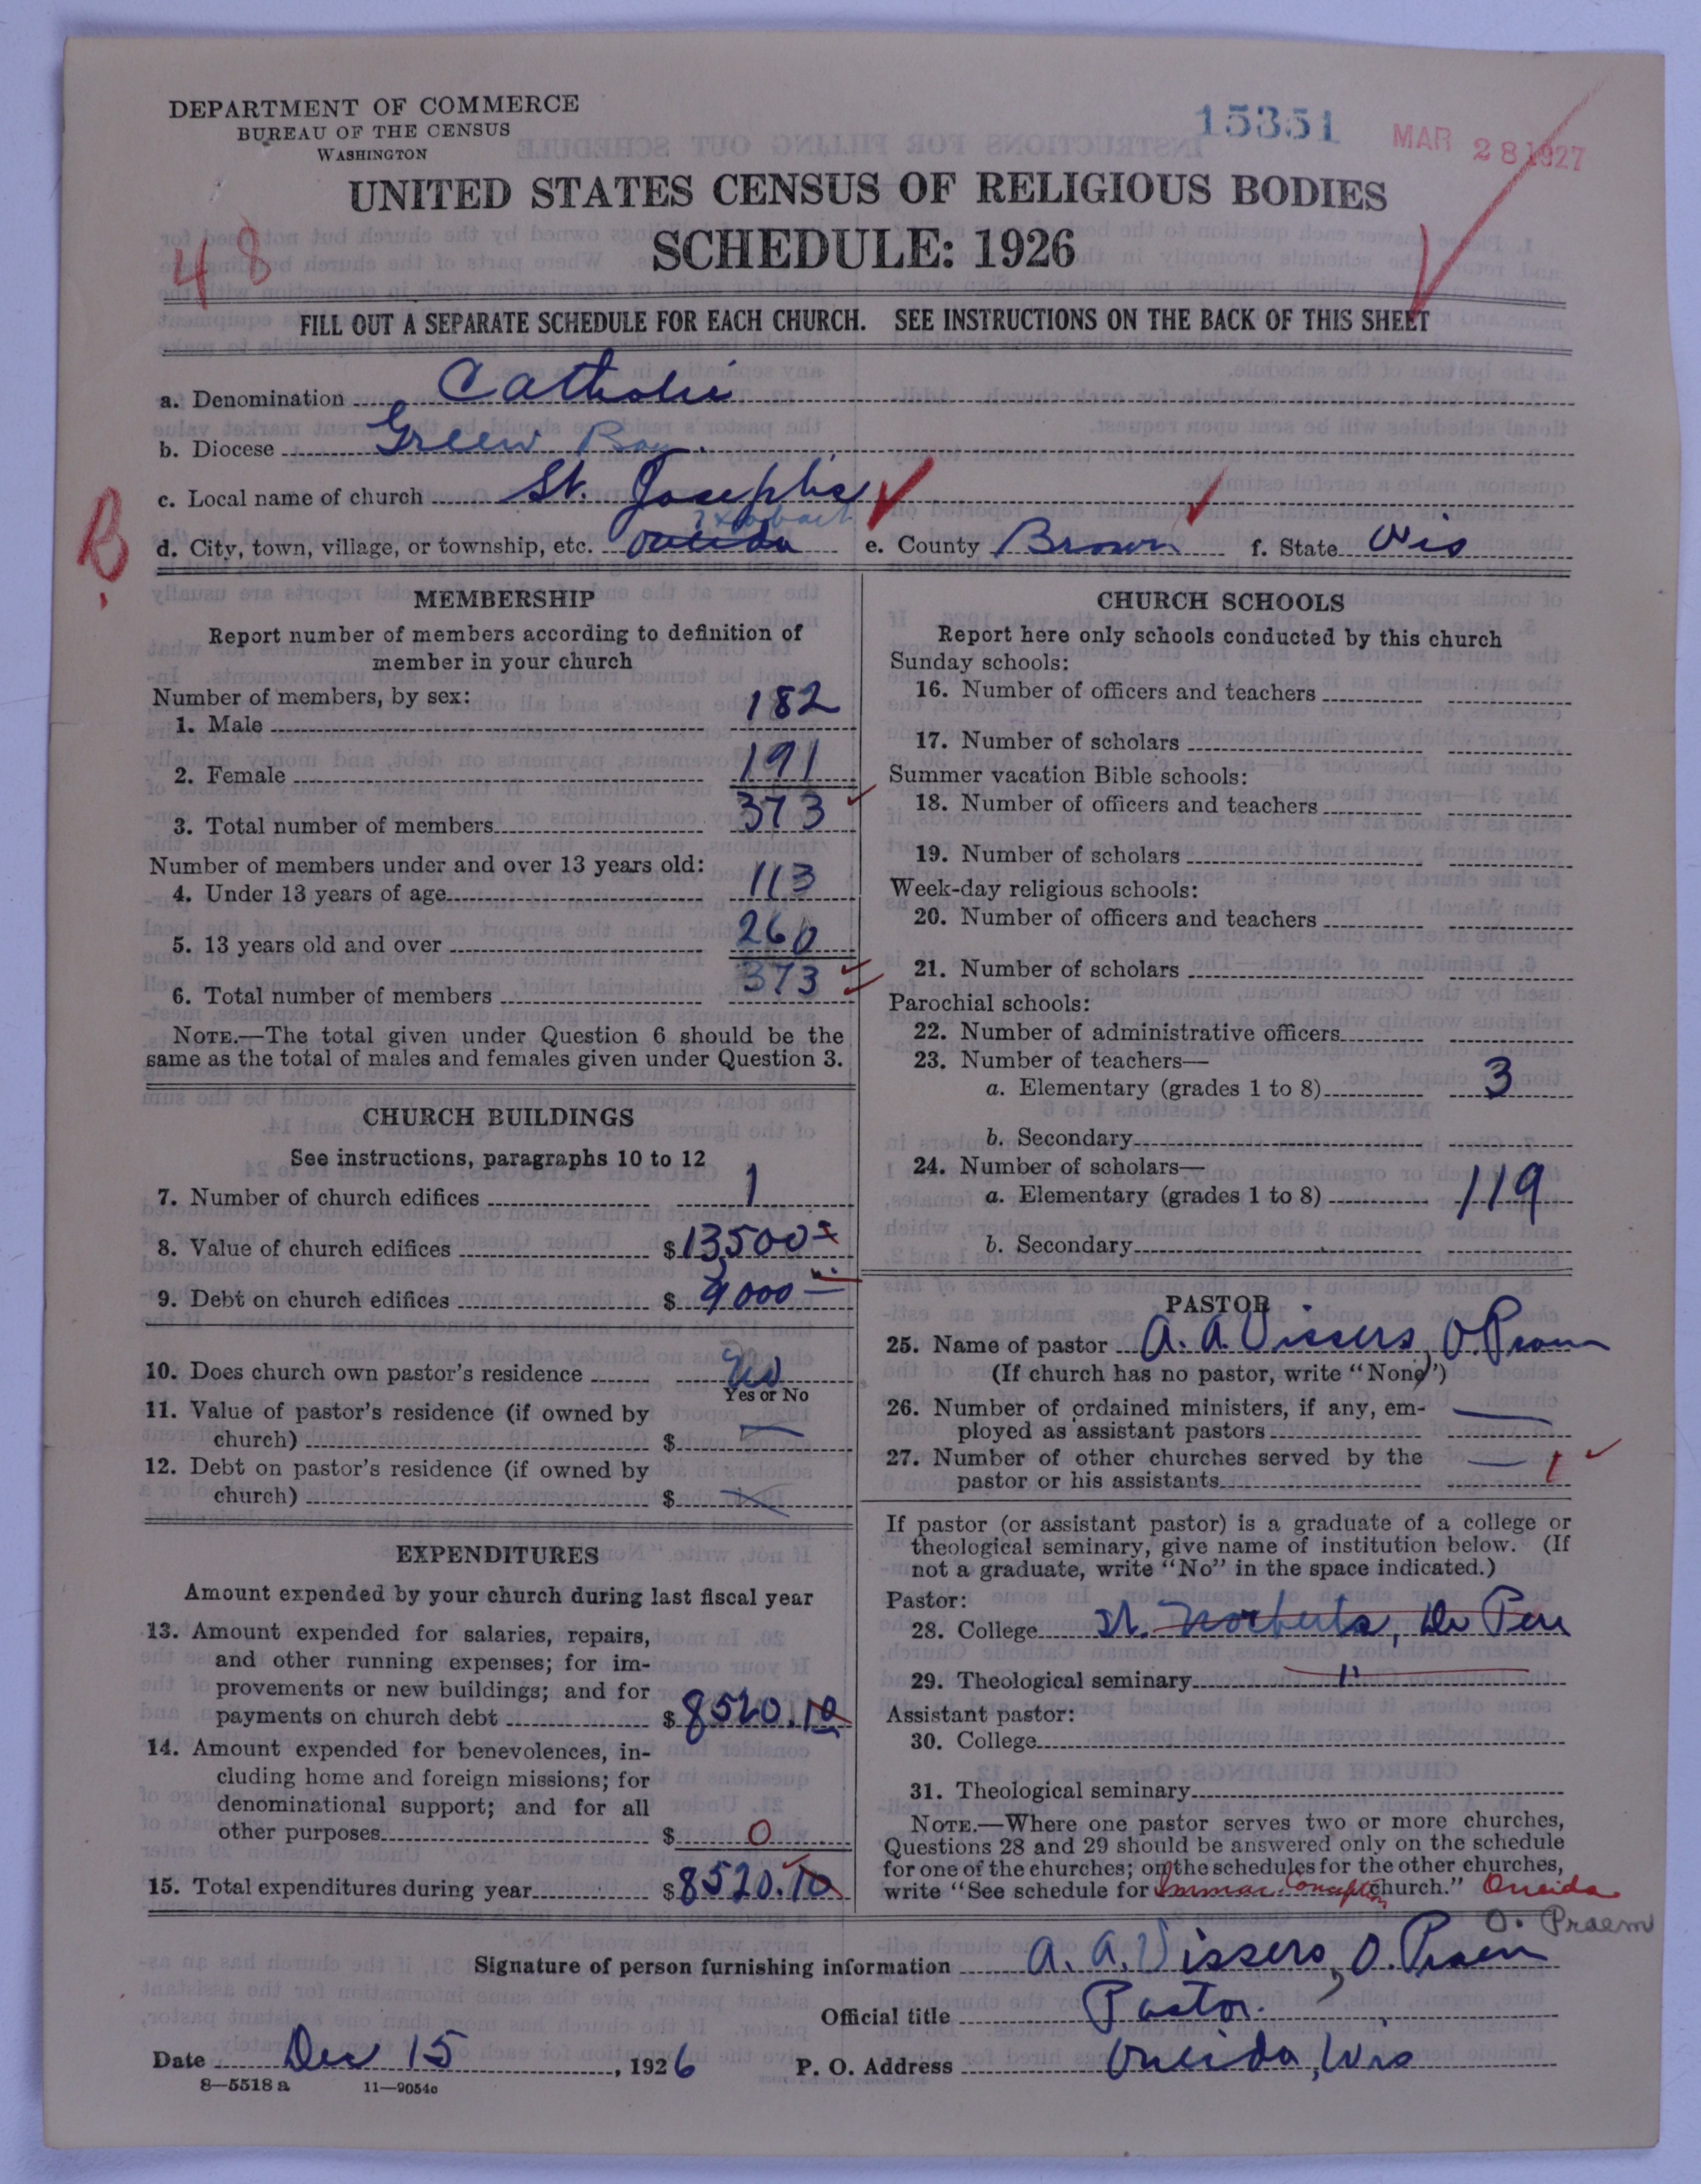 DEPARTMENT OF COMMERCE
BUREAU OF THE CENSUS
WASHINGTON
15351
MAR 28 1927
UNITED STATES CENSUS OF RELIGIOUS BODIES
SCHEDULE: 1926
48
FILL OUT A SEPARATE SCHEDULE FOR EACH CHURCH. SEE INSTRUCTIONS ON THE BACK OF THIS SHEET
a. Denomination Catholic
b. Diocese Green Bay.
c. Local name of church St. Josephs
B
d. City, town, village, or township, etc. Oneida e. County Brown f. State Wis
MEMBERSHIP
Report number of members according to definition of
member in your church
Number of members, by sex:
1. Male 182
2. Female 191
3. Total number of members 373
Number of members under and over 13 years old:
4. Under 13 years of age 113
5. 13 years old and over 260
6. Total number of members 373
NOTE.—The total given under Question 6 should be the
same as the total of males and females given under Question 3.
CHURCH BUILDINGS
See instructions, paragraphs 10 to 12
7. Number of church edifices 1
8. Value of church edifices $13,500
9. Debt on church edifices $ 9000
10. Does church own pastor's residence No
Yes or No
11. Value of pastor's residence (if owned by
church) $ —
12. Debt on pastor's residence (if owned by
church) $ —
EXPENDITURES
Amount expended by your church during last fiscal year
13. Amount expended for salaries, repairs,
and other running expenses; for im-
provements or new buildings; and for
payments on church debt $ 8520.10
14. Amount expended for benevolences, in-
cluding home and foreign missions; for
denominational support; and for all
other purposes $ 0
15. Total expenditures during year $8520.10
CHURCH SCHOOLS
Report here only schools conducted by this church
Sunday schools:
16. Number of officers and teachers
17. Number of scholars
Summer vacation Bible schools:
18. Number of officers and teachers
19. Number of scholars
Week-day religious schools:
20. Number of officers and teachers
21. Number of scholars
Parochial schools:
22. Number of administrative officers
23. Number of teachers—
a. Elementary (grades 1 to 8) 3
b. Secondary
24. Number of scholars—
a. Elementary (grades 1 to 8) 119
b. Secondary
PASTOR
25. Name of pastor A. A. Vissers, O. Praem
(If church has no pastor, write "None")
26. Number of ordained ministers, if any, em-
ployed as assistant pastors —
27. Number of other churches served by the
pastor or his assistants — 1
If pastor (or assistant pastor) is a graduate of a college or
theological seminary, give name of institution below. (If
not a graduate, write "No" in the space indicated.)
Pastor:
28. College St. Norberts, De Pere
29. Theological seminary "
Assistant pastor:
30. College
31. Theological seminary
NOTE.—Where one pastor serves two or more churches,
Questions 28 and 29 should be answered only on the schedule
for one of the churches; on the schedules for the other churches,
write "See schedule for Immac. Conception church." Oneida
O. Praem
Signature of person furnishing information A. A. Vissers, O. Praem
Official title Pastor.
Date Dec 15, 1926 P. O. Address Oneida, Wis
8—5518 a 11—9054c